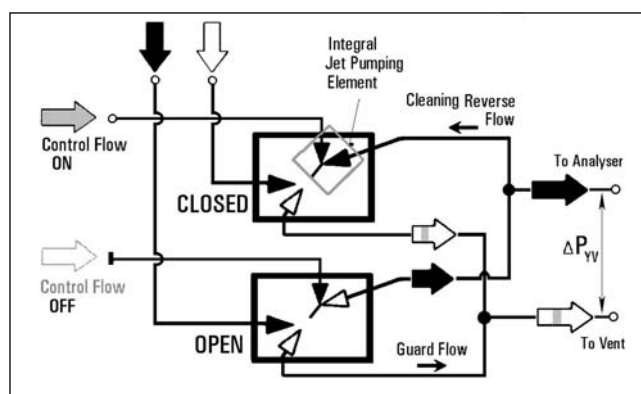 Integral
Jet Pumping
Element
Cleaning Reverse
Flow
Control Flow
ON
To Analyser
CLOSED
ΔPYV
Control Flow
OFF
OPEN
Guard Flow
To Vent